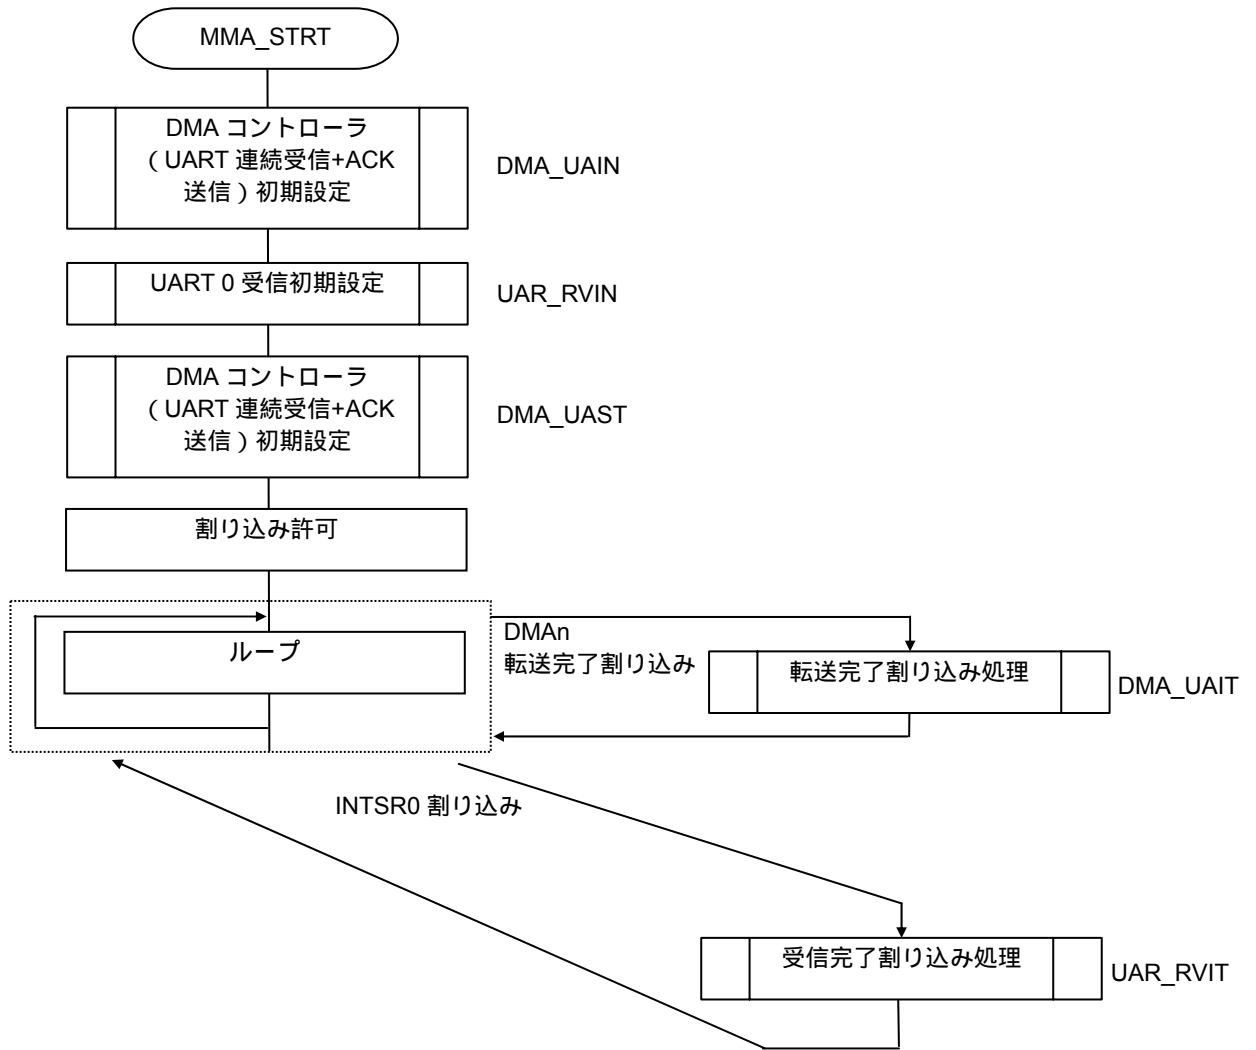 MMA_STRT
DMA コントローラ
（UART 連続受信+ACK
送信）初期設定
DMA_UAIN
UART 0 受信初期設定
UAR_RVIN
DMA コントローラ
（UART 連続受信+ACK
送信）初期設定
DMA_UAST
割り込み許可
ループ
DMAn
転送完了割り込み
転送完了割り込み処理
DMA_UAIT
INTSR0 割り込み
受信完了割り込み処理
UAR_RVIT